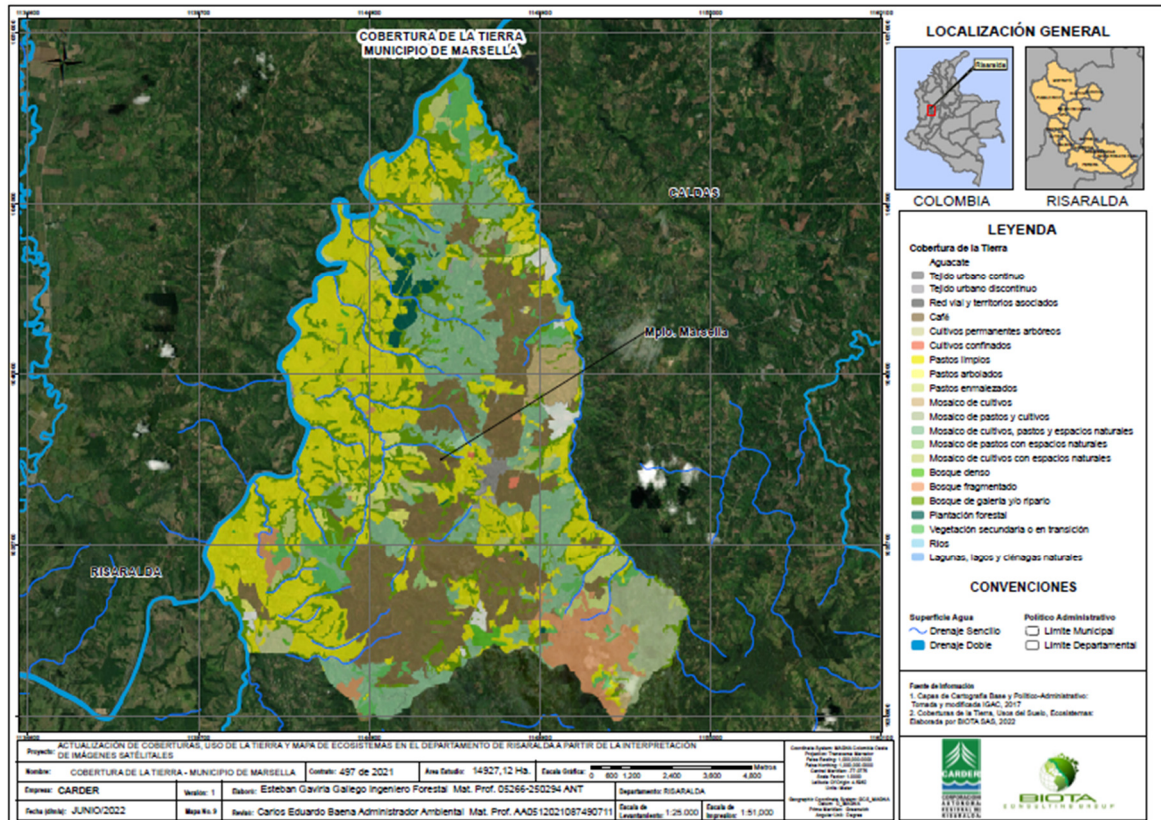 COBERTURA DE LA TIERRA
MUNICIPIO DE MARSELLA
CALDAS
Mpio. Marsella
RISARALDA
LOCALIZACIÓN GENERAL
Risaralda
COLOMBIA
RISARALDA
LEYENDA
Cobertura de la Tierra
Aguacate
Tejido urbano continuo
Tejido urbano discontinuo
Red vial y territorios asociados
Café
Cultivos permanentes arbóreos
Cultivos confinados
Pastos limpios
Pastos arbolados
Pastos enmalezados
Mosaico de cultivos
Mosaico de pastos y cultivos
Mosaico de cultivos, pastos y espacios naturales
Mosaico de pastos con espacios naturales
Mosaico de cultivos con espacios naturales
Bosque denso
Bosque fragmentado
Bosque de galería y/o ripario
Plantación forestal
Vegetación secundaria o en transición
Ríos
Lagunas, lagos y ciénagas naturales
CONVENCIONES
Superficie Agua
Drenaje Sencillo
Drenaje Doble
Político Administrativo
Límite Municipal
Límite Departamental
Fuente de Información
1. Capas de Cartografía Base y Político-Administrativo:
Tomada y modificada IGAC, 2017
2. Coberturas de la Tierra, Usos del Suelo, Ecosistemas:
Elaborada por BIOTA SAS, 2022
Proyecto: ACTUALIZACIÓN DE COBERTURAS, USO DE LA TIERRA Y MAPA DE ECOSISTEMAS EN EL DEPARTAMENTO DE RISARALDA A PARTIR DE LA INTERPRETACIÓN
DE IMÁGENES SATÉLITALES
Nombre: COBERTURA DE LA TIERRA - MUNICIPIO DE MARSELLA
Contrato: 497 de 2021
Area Estudio: 14927,12 Ha.
Escala Gráfica: 0 600 1,200 2,400 3,600 4,800 Metros
Empresa: CARDER
Versión: 1
Elaboró: Esteban Gaviria Gallego Ingeniero Forestal Mat. Prof. 05266-250294 ANT
Departamento: RISARALDA
Fecha JUNIO/2022
Mapa No. 9
Revisó: Carlos Eduardo Baena Administrador Ambiental Mat. Prof. AA0512021087490711
Escala de Levantamiento: 1:25.000
Escala de Impresión: 1:51,000
CARDER
CORPORACIÓN
AUTÓNOMA
REGIONAL DE
RISARALDA
BIOTA
CONSULTING GROUP